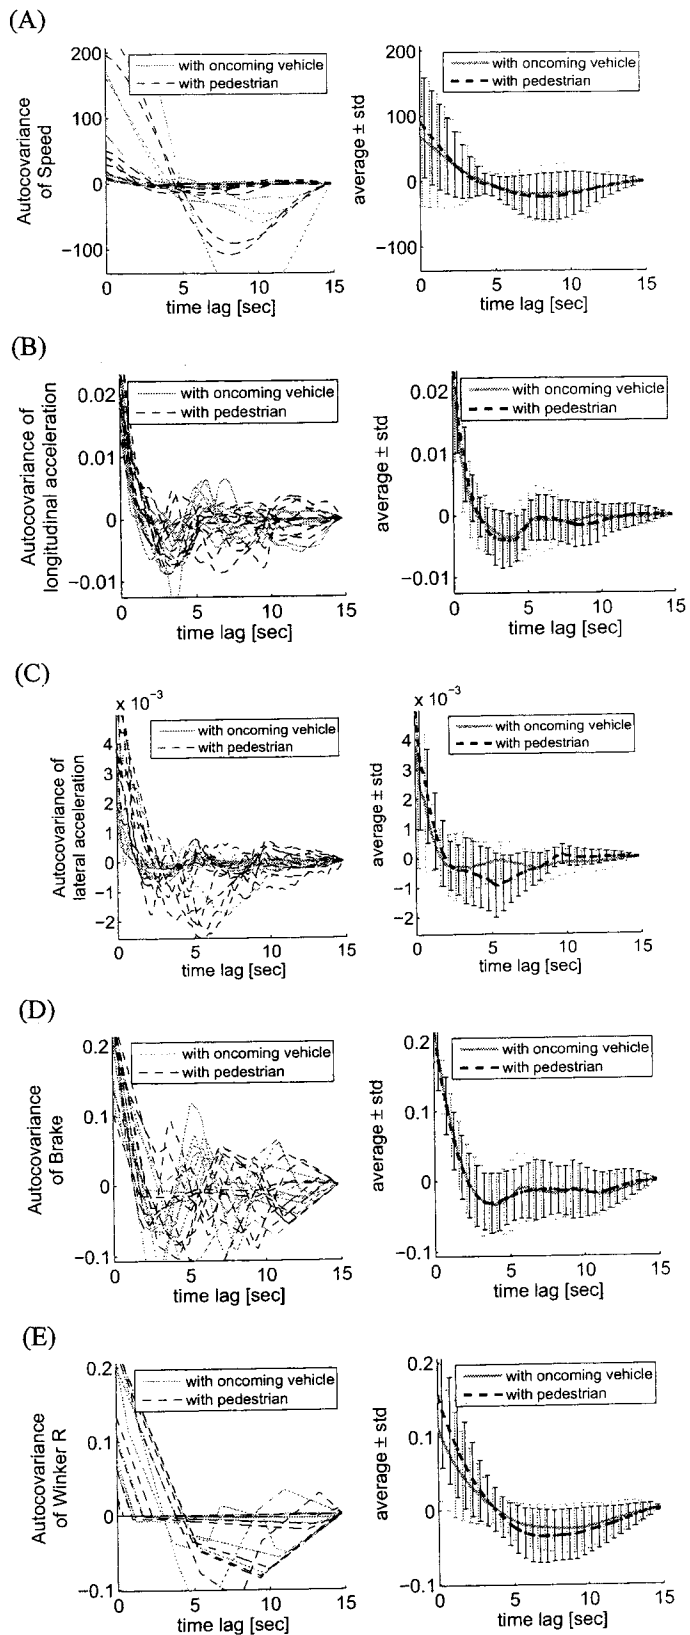 (A)
200
100
0
−100
0 5 10 15
time lag [sec]
Autocovariance
of Speed
with oncoming vehicle
with pedestrian
200
100
0
−100
0 5 10 15
time lag [sec]
average ± std
with oncoming vehicle
with pedestrian
(B)
0.02
0.01
0
−0.01
0 5 10 15
time lag [sec]
Autocovariance of
longitudinal acceleration
with oncoming vehicle
with pedestrian
0.02
0.01
0
−0.01
0 5 10 15
time lag [sec]
average ± std
with oncoming vehicle
with pedestrian
(C)
x 10⁻³
4
3
2
1
0
−1
−2
0 5 10 15
time lag [sec]
Autocovariance of
lateral acceleration
with oncoming vehicle
with pedestrian
x 10⁻³
4
3
2
1
0
−1
−2
0 5 10 15
time lag [sec]
average ± std
with oncoming vehicle
with pedestrian
(D)
0.2
0.1
0
−0.1
0 5 10 15
time lag [sec]
Autocovariance
of Brake
with oncoming vehicle
with pedestrian
0.2
0.1
0
−0.1
0 5 10 15
time lag [sec]
average ± std
with oncoming vehicle
with pedestrian
(E)
0.2
0.1
0
−0.1
0 5 10 15
time lag [sec]
Autocovariance
of Winker R
with oncoming vehicle
with pedestrian
0.2
0.1
0
−0.1
0 5 10 15
time lag [sec]
average ± std
with oncoming vehicle
with pedestrian